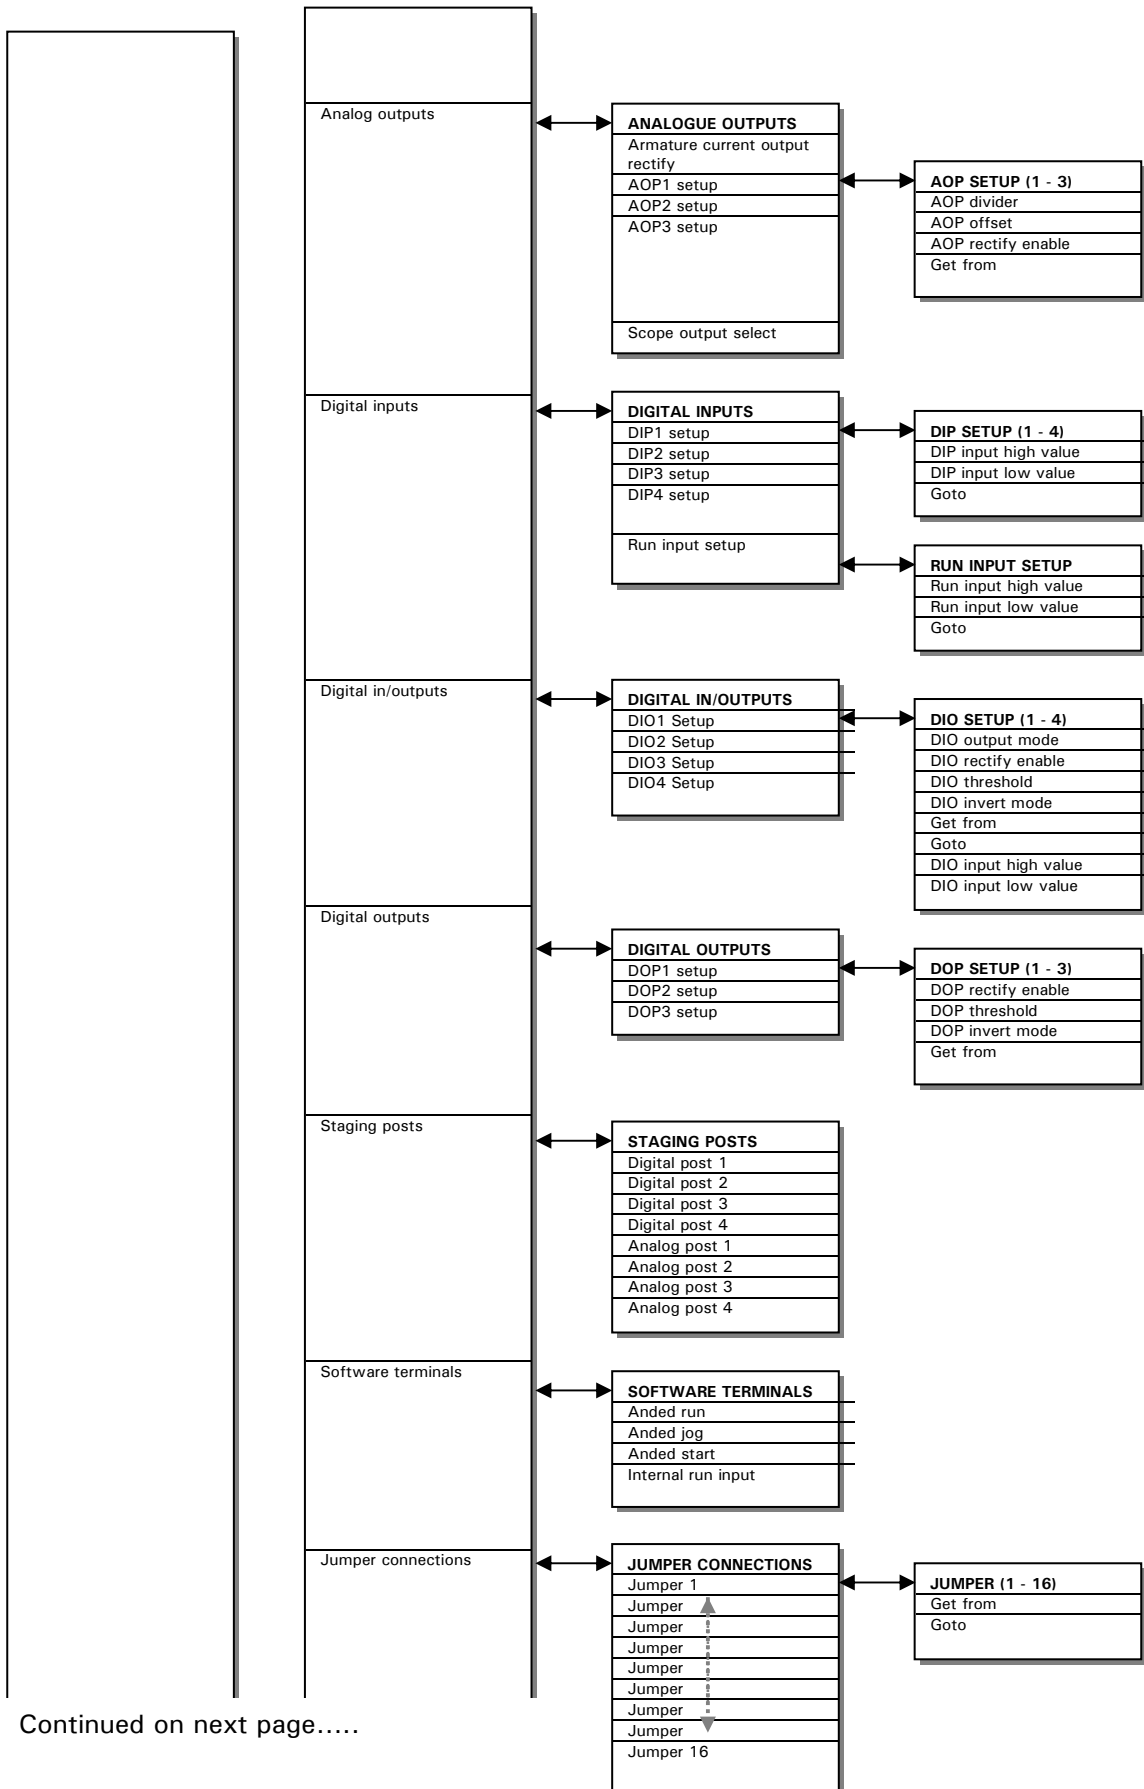 Analog outputs
ANALOGUE OUTPUTS
Armature current output
rectify
AOP1 setup
AOP2 setup
AOP3 setup
Scope output select
AOP SETUP (1 - 3)
AOP divider
AOP offset
AOP rectify enable
Get from
Digital inputs
DIGITAL INPUTS
DIP1 setup
DIP2 setup
DIP3 setup
DIP4 setup
Run input setup
DIP SETUP (1 - 4)
DIP input high value
DIP input low value
Goto
RUN INPUT SETUP
Run input high value
Run input low value
Goto
Digital in/outputs
DIGITAL IN/OUTPUTS
DIO1 Setup
DIO2 Setup
DIO3 Setup
DIO4 Setup
DIO SETUP (1 - 4)
DIO output mode
DIO rectify enable
DIO threshold
DIO invert mode
Get from
Goto
DIO input high value
DIO input low value
Digital outputs
DIGITAL OUTPUTS
DOP1 setup
DOP2 setup
DOP3 setup
DOP SETUP (1 - 3)
DOP rectify enable
DOP threshold
DOP invert mode
Get from
Staging posts
STAGING POSTS
Digital post 1
Digital post 2
Digital post 3
Digital post 4
Analog post 1
Analog post 2
Analog post 3
Analog post 4
Software terminals
SOFTWARE TERMINALS
Anded run
Anded jog
Anded start
Internal run input
Jumper connections
JUMPER CONNECTIONS
Jumper 1
Jumper
Jumper
Jumper
Jumper
Jumper
Jumper
Jumper
Jumper 16
JUMPER (1 - 16)
Get from
Goto
Continued on next page.....